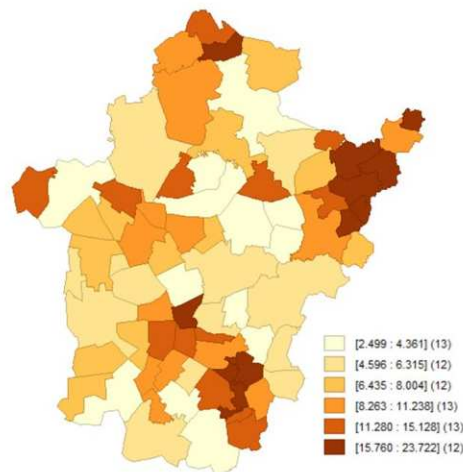 [2.499 : 4.361] (13)
[4.596 : 6.315] (12)
[6.435 : 8.004] (12)
[8.263 : 11.238] (13)
[11.280 : 15.128] (13)
[15.760 : 23.722] (12)